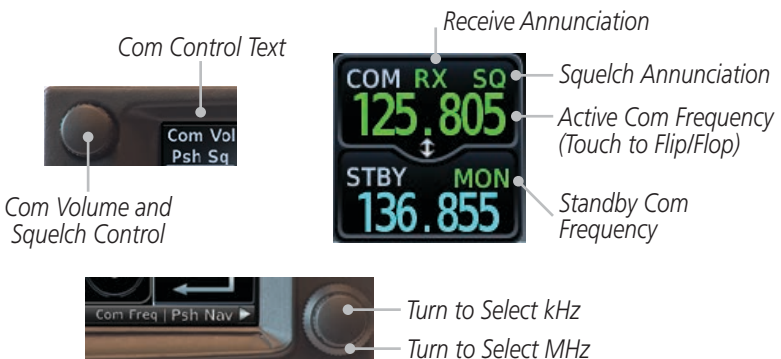 Receive Annunciation
Com Control Text
COM RX SQ
125.805
Squelch Annunciation
Active Com Frequency
(Touch to Flip/Flop)
Com Vol
Psh Sq
STBY MON
136.855
Standby Com
Frequency
Com Volume and
Squelch Control
Com Freq | Psh Nav
Turn to Select kHz
Turn to Select MHz